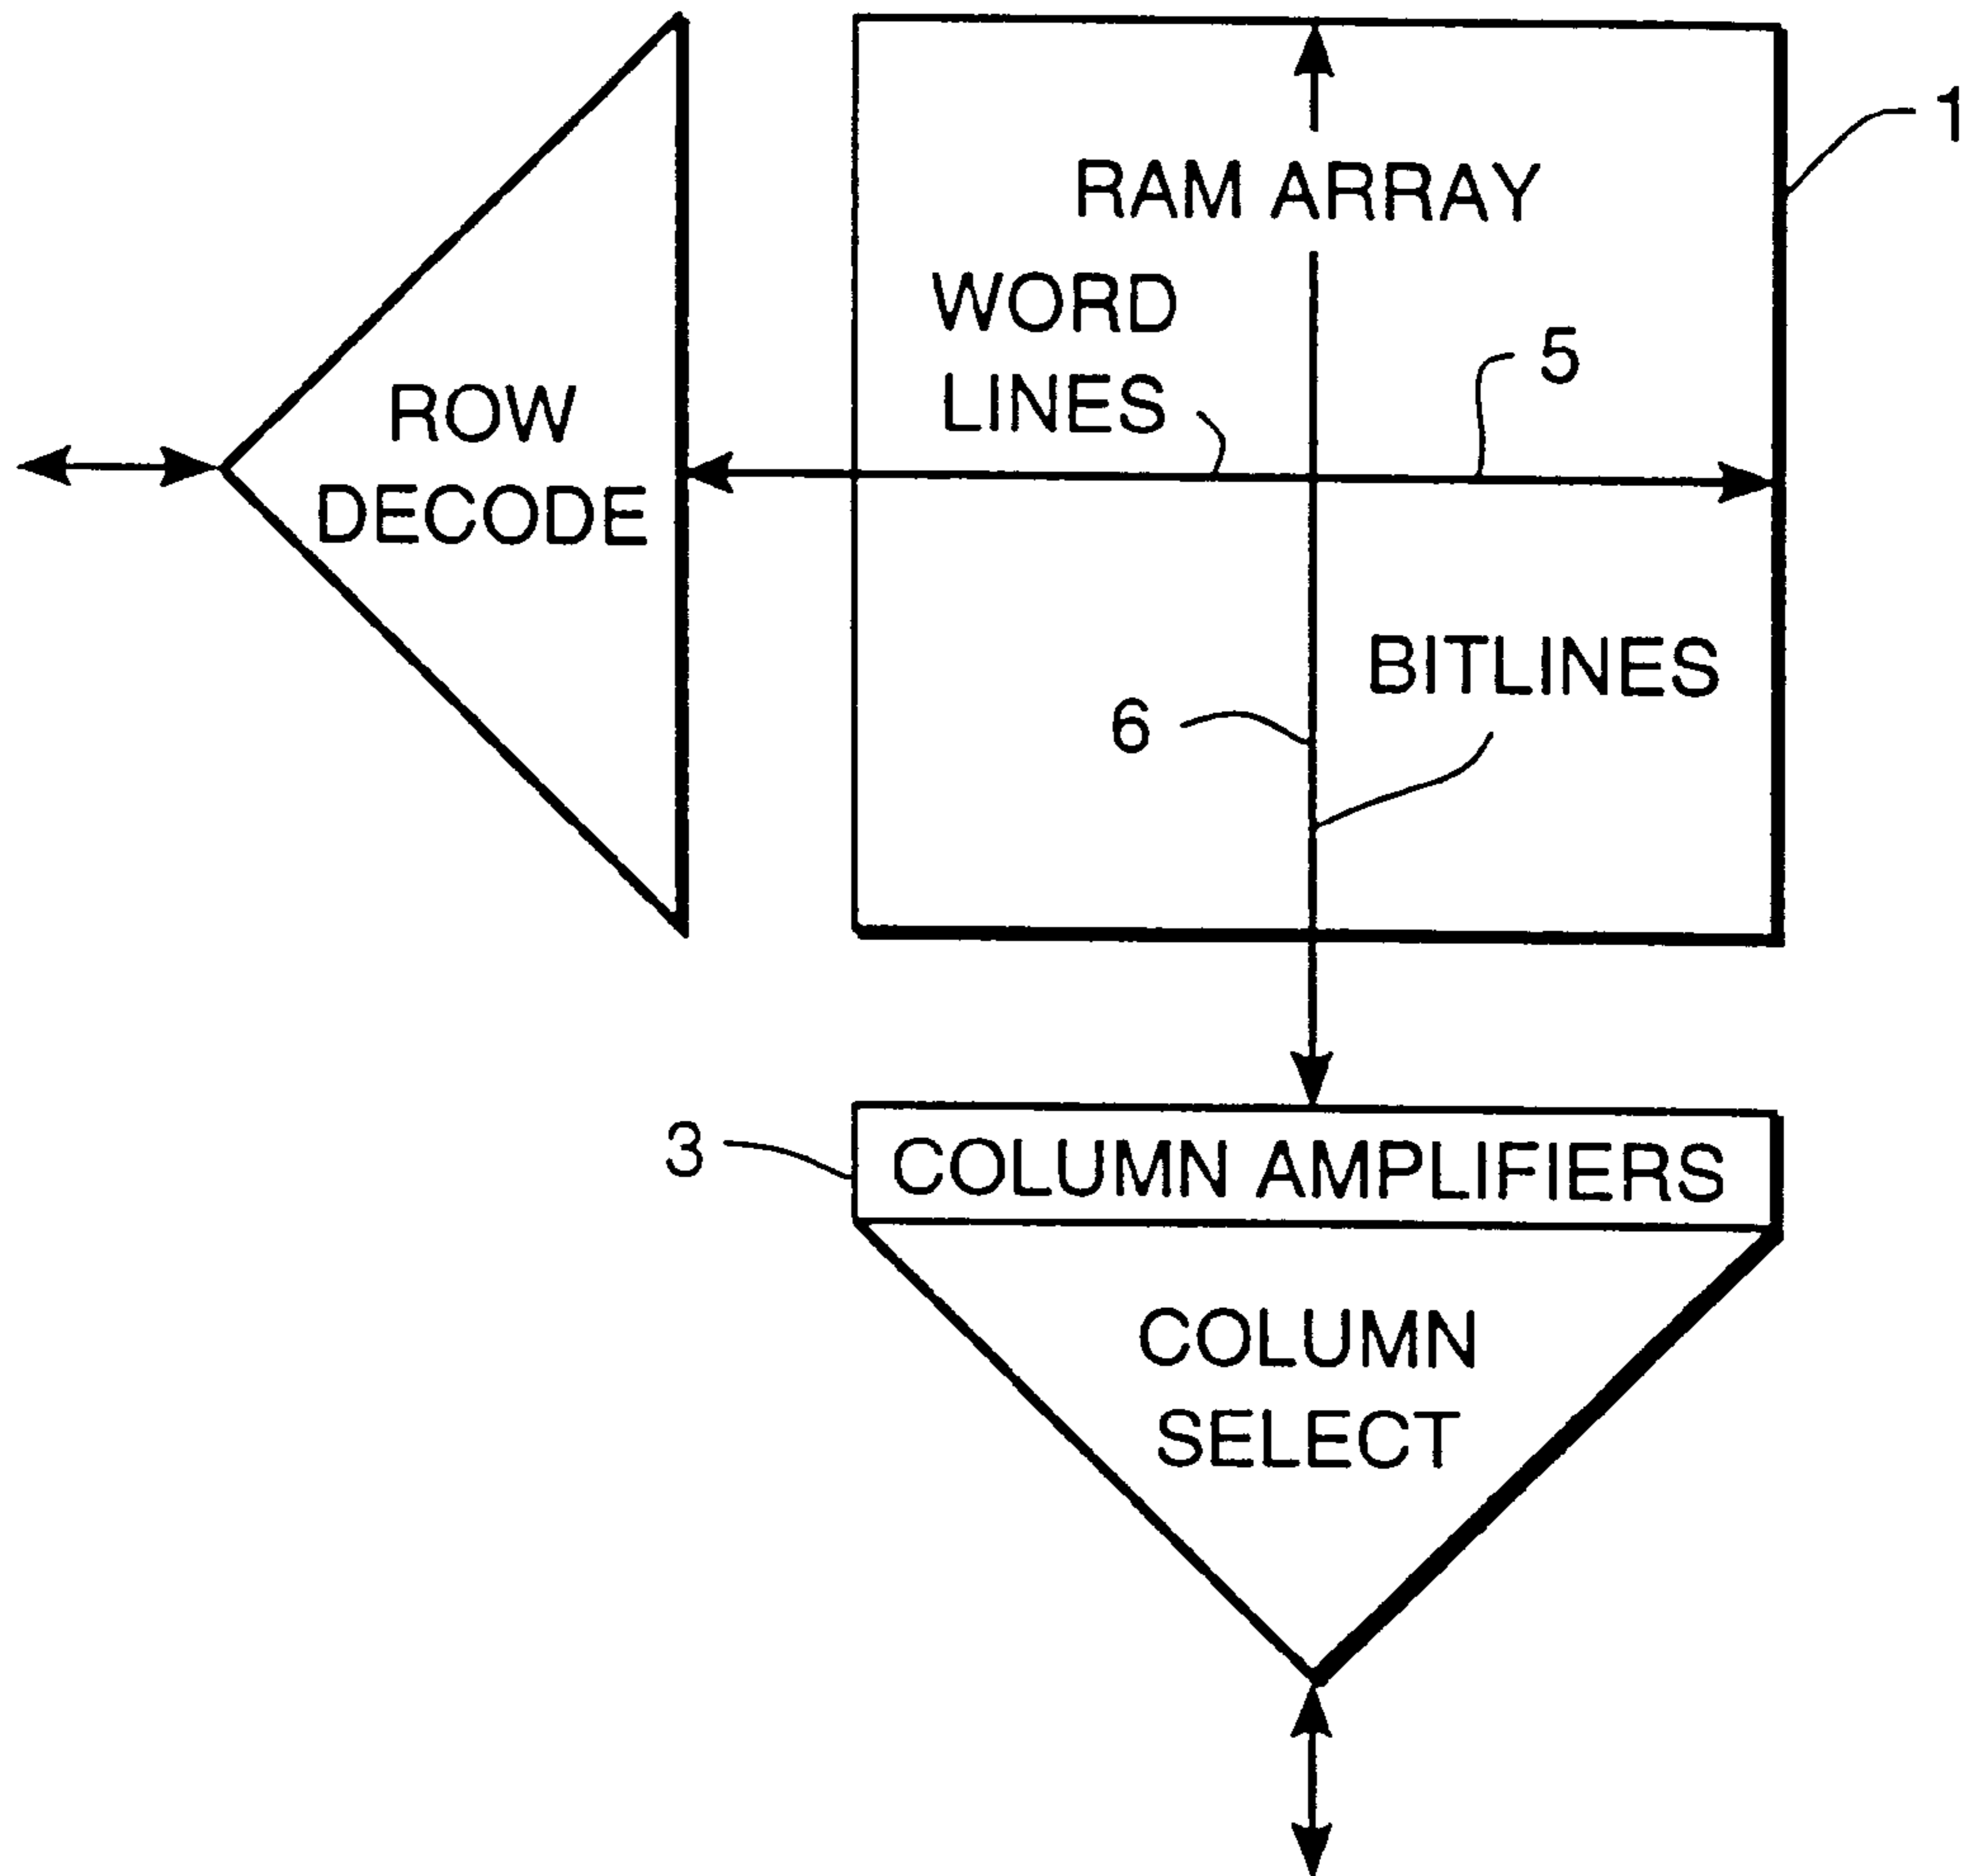 1
RAM ARRAY
WORD
LINES
5
ROW
DECODE
BITLINES
6
3
COLUMN AMPLIFIERS
COLUMN
SELECT